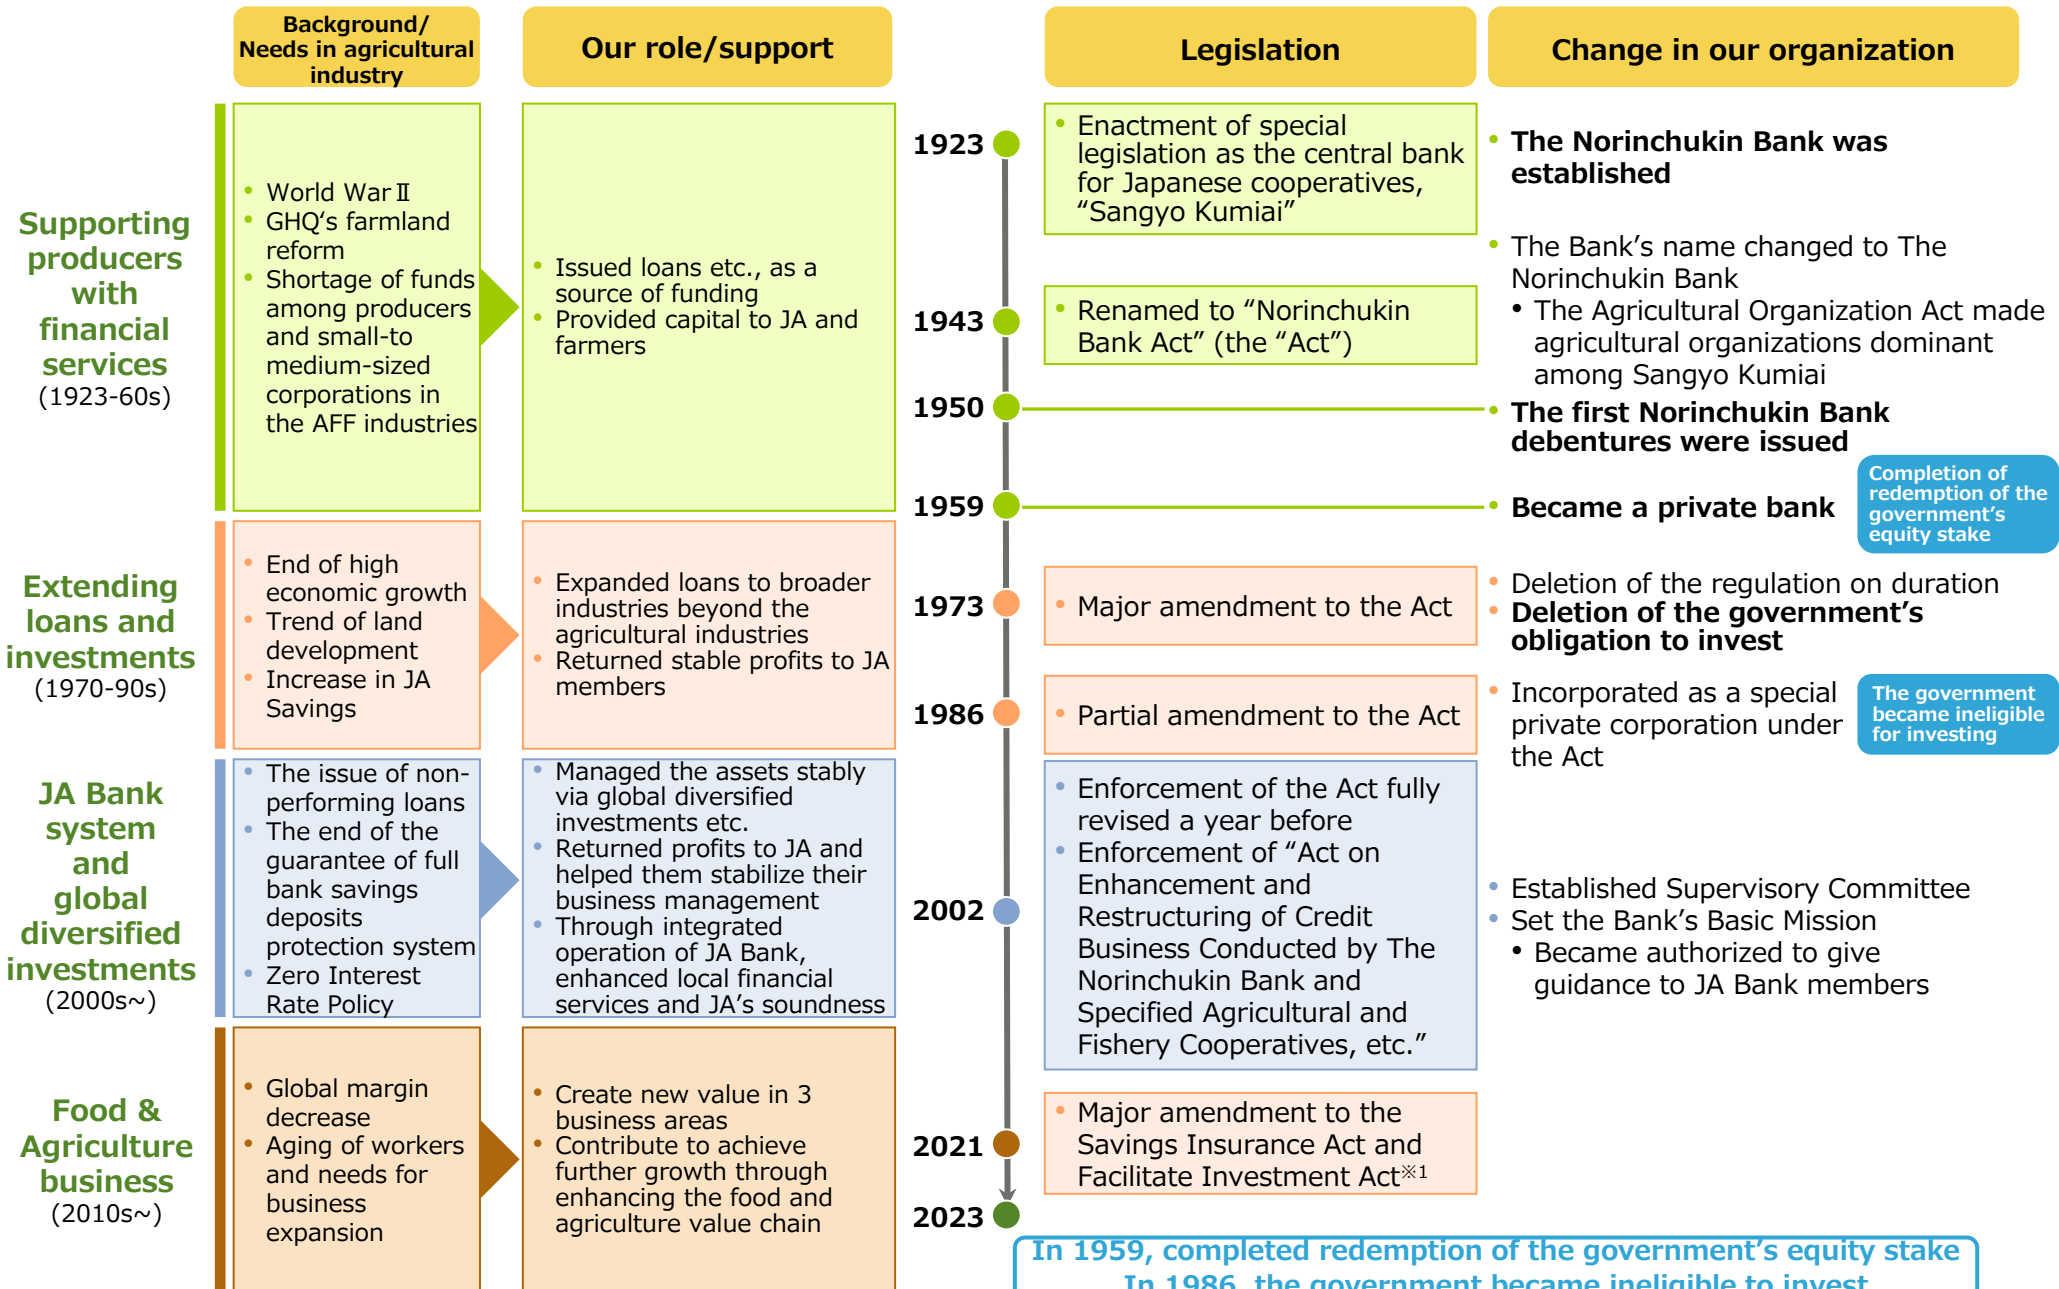 Background/
Needs in agricultural
industry
Our role/support
Legislation
Change in our organization
Supporting
producers
with
financial
services
(1923-60s)
• World War Ⅱ
• GHQ‘s farmland
reform
• Shortage of funds
among producers
and small-to
medium-sized
corporations in
the AFF industries
• Issued loans etc., as a
source of funding
• Provided capital to JA and
farmers
1923
• Enactment of special
legislation as the central bank
for Japanese cooperatives,
“Sangyo Kumiai”
• The Norinchukin Bank was
established
1943
• Renamed to “Norinchukin
Bank Act” (the “Act”)
• The Bank’s name changed to The
Norinchukin Bank
• The Agricultural Organization Act made
agricultural organizations dominant
among Sangyo Kumiai
1950
• The first Norinchukin Bank
debentures were issued
1959
• Became a private bank
Completion of
redemption of the
government’s
equity stake
Extending
loans and
investments
(1970-90s)
• End of high
economic growth
• Trend of land
development
• Increase in JA
Savings
• Expanded loans to broader
industries beyond the
agricultural industries
• Returned stable profits to JA
members
1973
• Major amendment to the Act
• Deletion of the regulation on duration
• Deletion of the government’s
obligation to invest
1986
• Partial amendment to the Act
• Incorporated as a special
private corporation under
the Act
The government
became ineligible
for investing
JA Bank
system
and
global
diversified
investments
(2000s~)
• The issue of non-
performing loans
• The end of the
guarantee of full
bank savings
deposits
protection system
• Zero Interest
Rate Policy
• Managed the assets stably
via global diversified
investments etc.
• Returned profits to JA and
helped them stabilize their
business management
• Through integrated
operation of JA Bank,
enhanced local financial
services and JA’s soundness
2002
• Enforcement of the Act fully
revised a year before
• Enforcement of “Act on
Enhancement and
Restructuring of Credit
Business Conducted by The
Norinchukin Bank and
Specified Agricultural and
Fishery Cooperatives, etc.”
• Established Supervisory Committee
• Set the Bank’s Basic Mission
• Became authorized to give
guidance to JA Bank members
Food &
Agriculture
business
(2010s~)
• Global margin
decrease
• Aging of workers
and needs for
business
expansion
• Create new value in 3
business areas
• Contribute to achieve
further growth through
enhancing the food and
agriculture value chain
2021
• Major amendment to the
Savings Insurance Act and
Facilitate Investment Act※1
2023
In 1959, completed redemption of the government’s equity stake
In 1986, the government became ineligible to invest